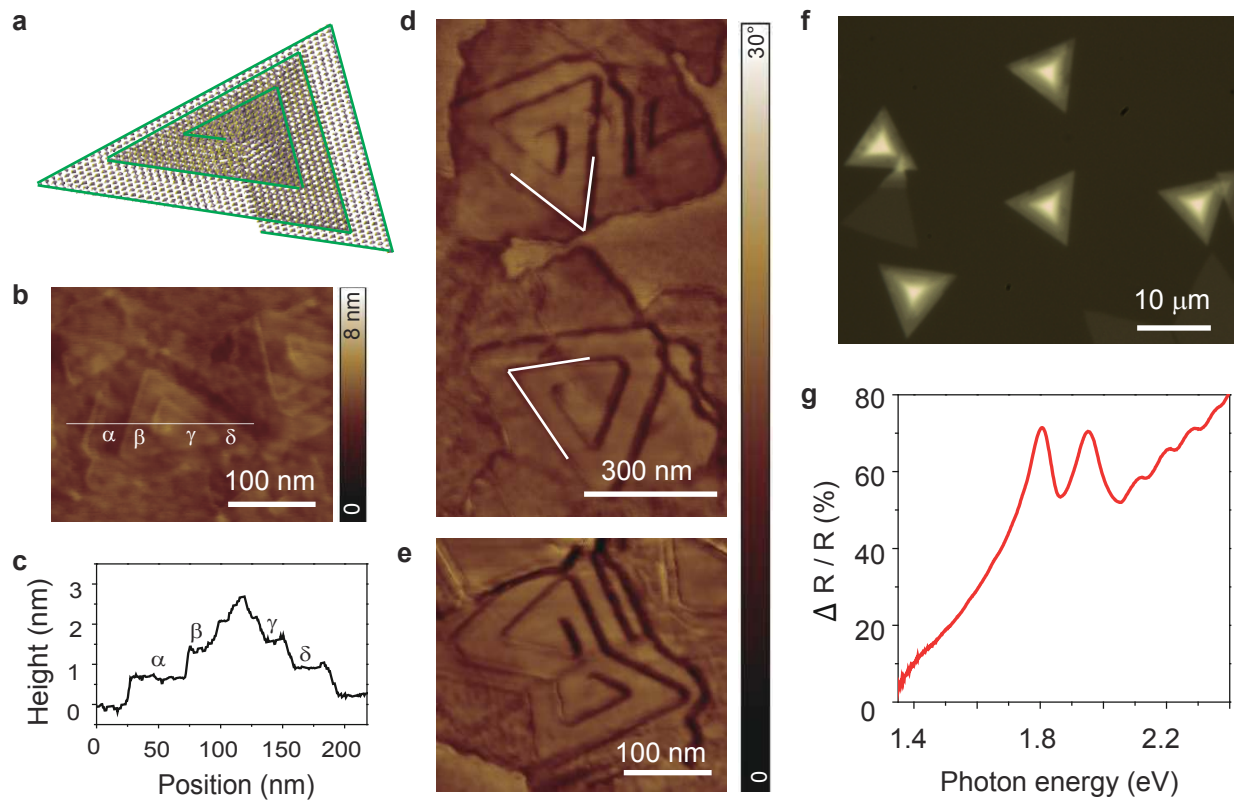 a
b
8 nm
0
α β γ δ
100 nm
c
Height (nm)
3
2
1
0
α
β
γ
δ
0 50 100 150 200
Position (nm)
d
30°
0
300 nm
e
100 nm
f
10 μm
g
Δ R / R (%)
80
60
40
20
0
1.4 1.8 2.2
Photon energy (eV)